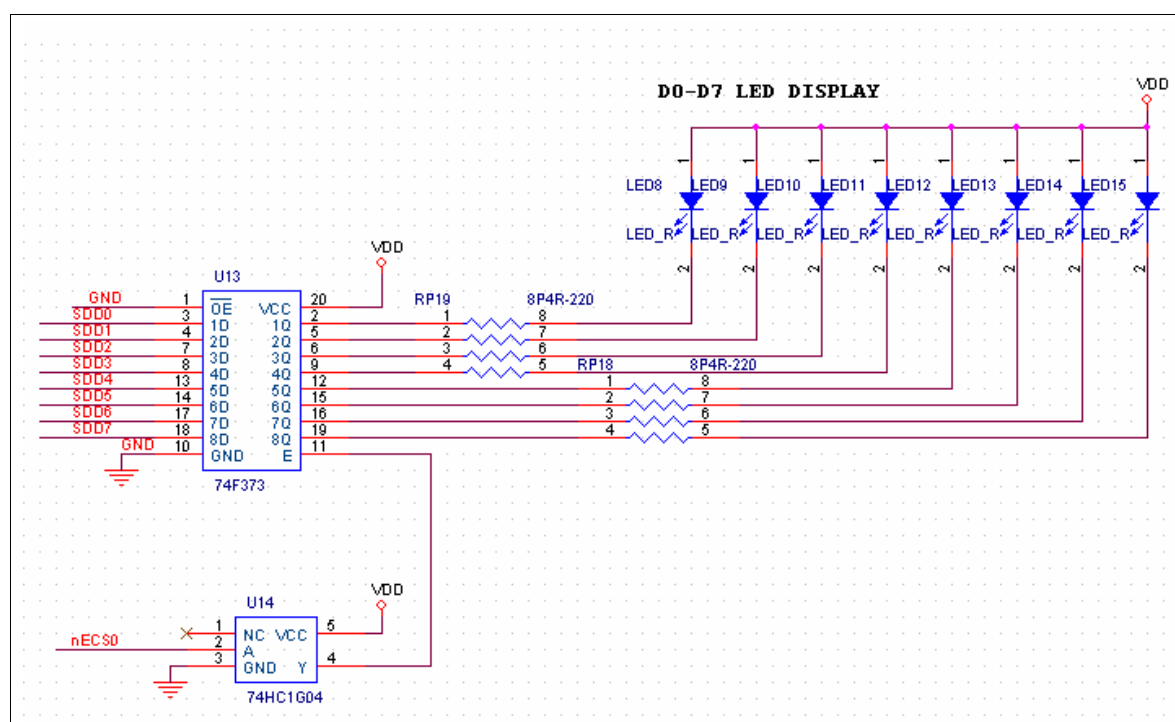 D0-D7 LED DISPLAY
VDD
1 1 1 1 1 1 1 1
LED8 LED9 LED10 LED11 LED12 LED13 LED14 LED15
LED_R LED_R LED_R LED_R LED_R LED_R LED_R
2 2 2 2 2 2 2 2
VDD
U13
GND 1 OE VCC 20
RP19 8P4R-220
SDD0 3 1D 1Q 2 1 8
SDD1 4 2D 2Q 5 2 7
SDD2 7 3D 3Q 6 3 6
SDD3 8 4D 4Q 9 4 5
RP18 8P4R-220
SDD4 13 5D 5Q 12 1 8
SDD5 14 6D 6Q 15 2 7
SDD6 17 7D 7Q 16 3 6
SDD7 18 8D 8Q 19 4 5
GND 10 GND E 11
74F373
VDD
U14
1 NC VCC 5
nECS0 2 A
3 GND Y 4
74HC1G04